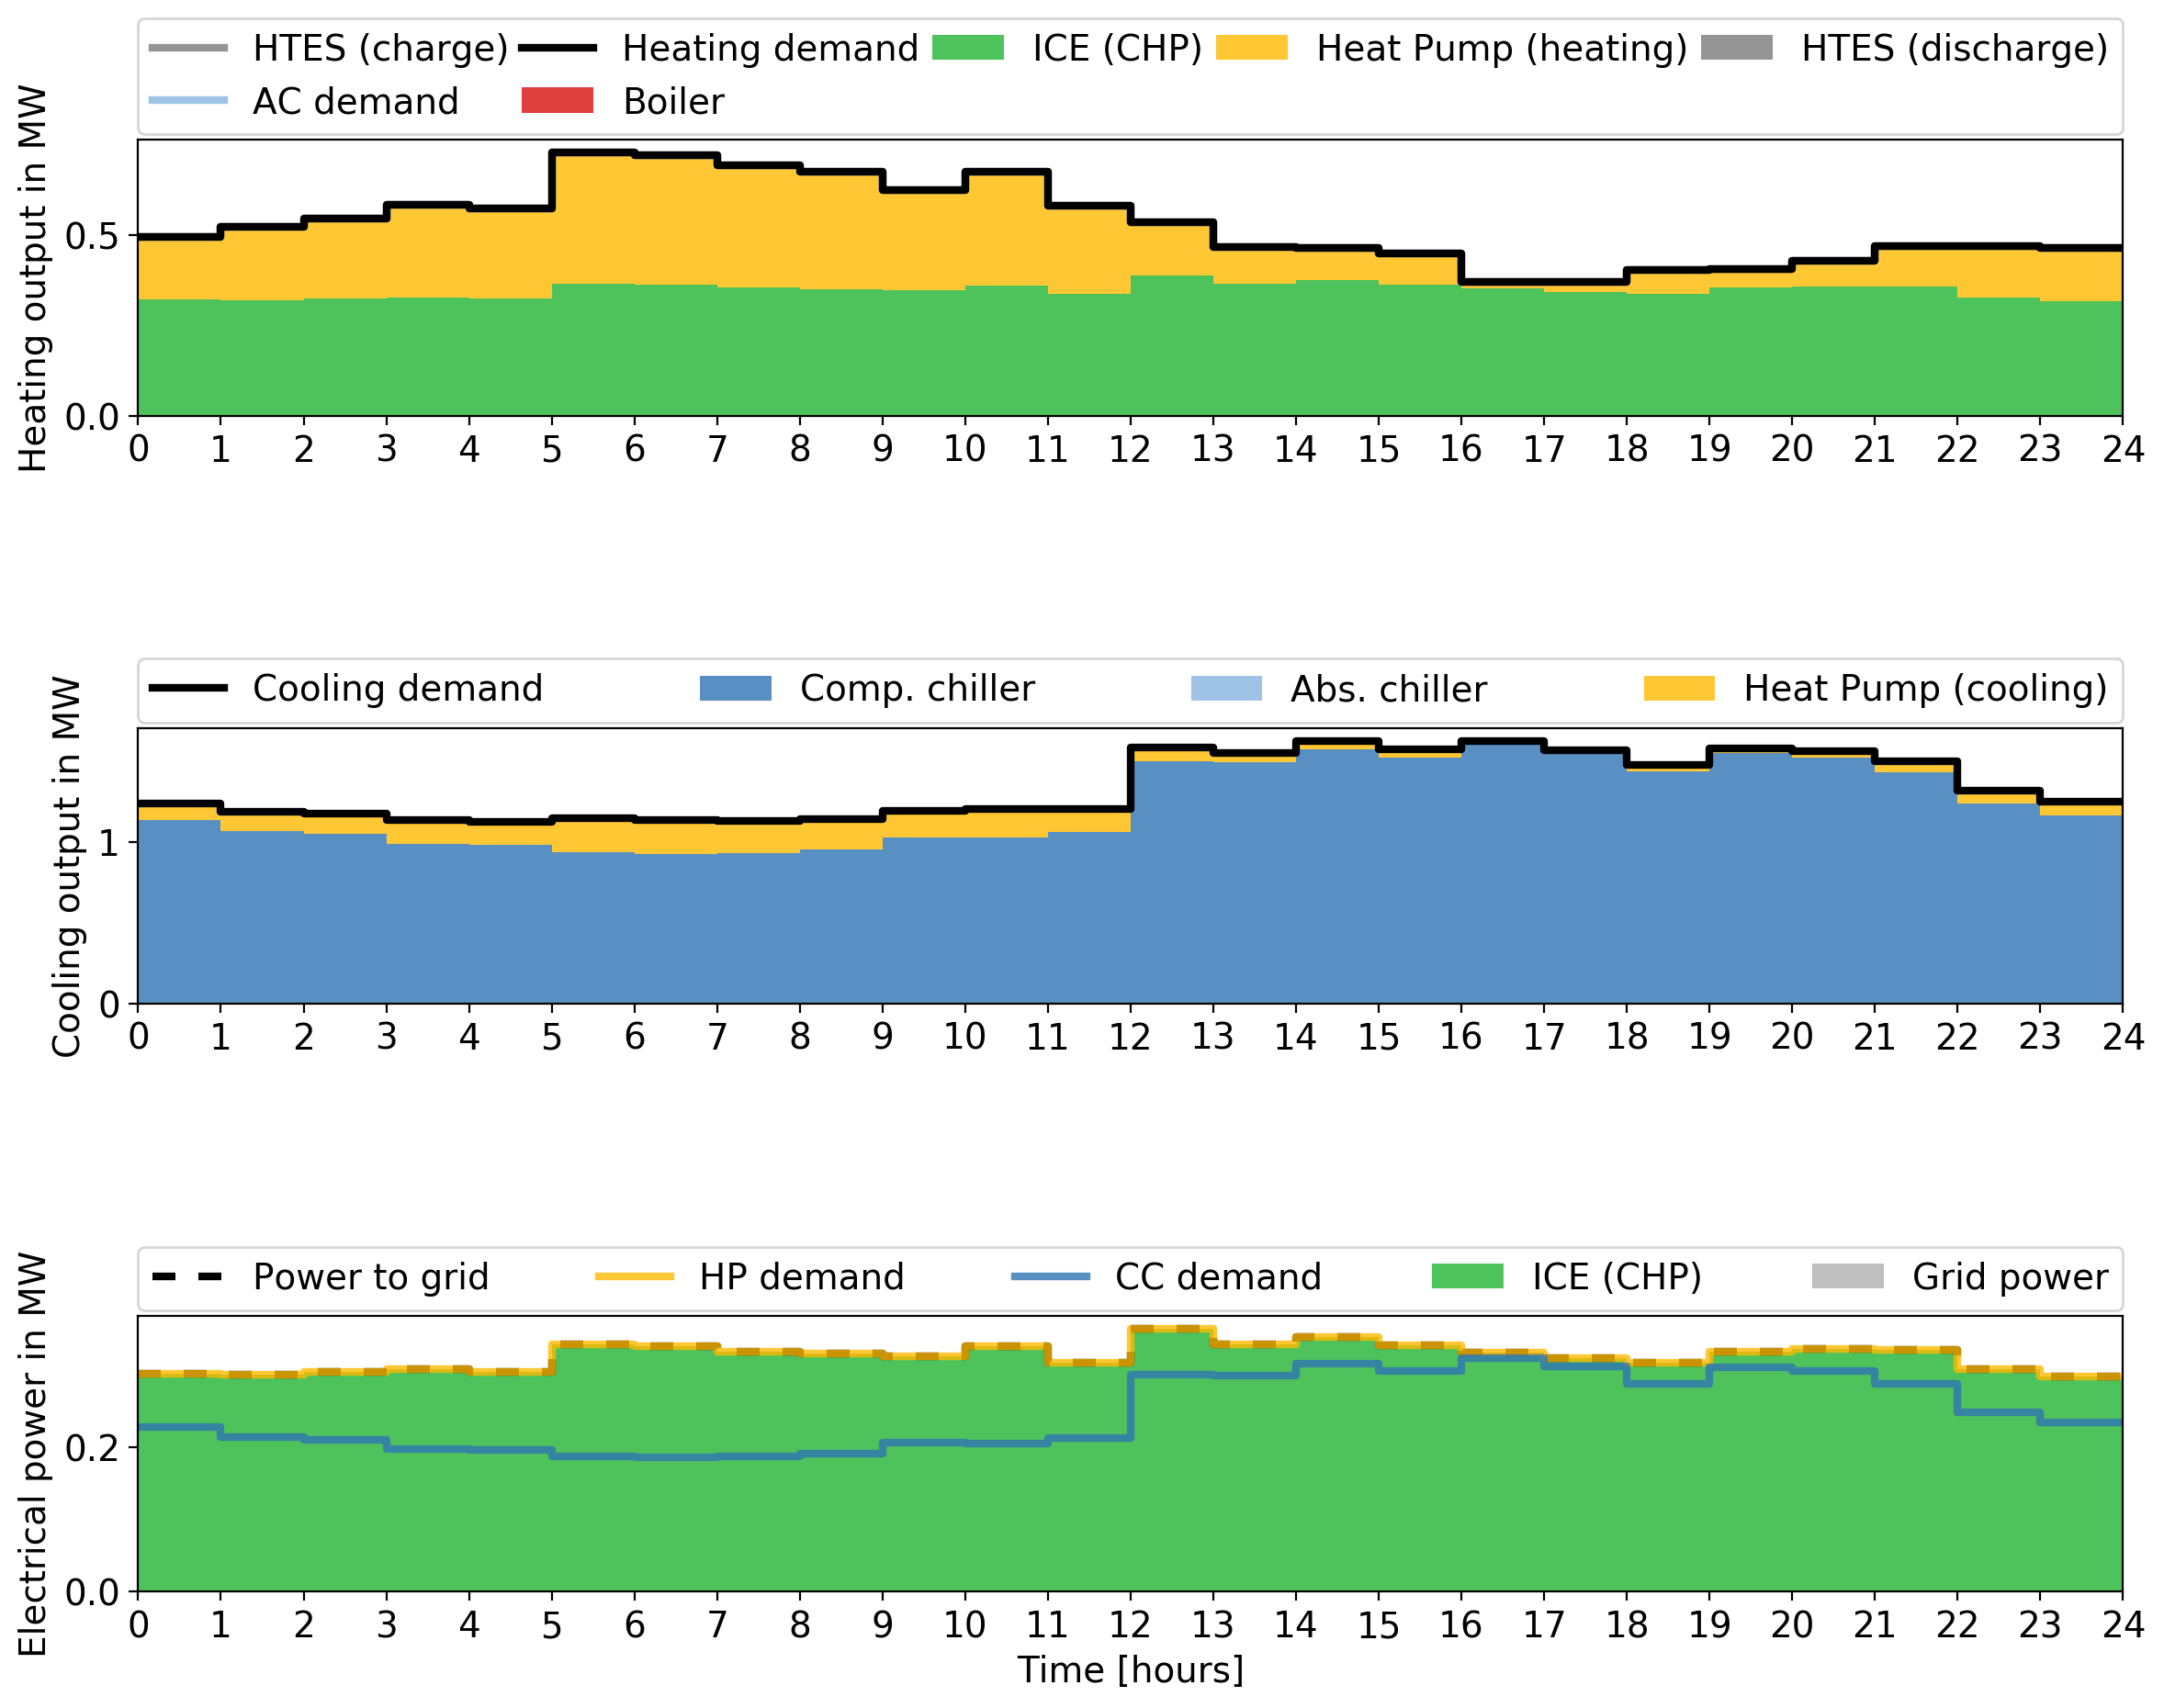 HTES (charge) Heating demand ICE (CHP) Heat Pump (heating) HTES (discharge)
AC demand Boiler
Heating output in MW
0.5
0.0
0 1 2 3 4 5 6 7 8 9 10 11 12 13 14 15 16 17 18 19 20 21 22 23 24
Cooling demand Comp. chiller Abs. chiller Heat Pump (cooling)
Cooling output in MW
1
0
0 1 2 3 4 5 6 7 8 9 10 11 12 13 14 15 16 17 18 19 20 21 22 23 24
Power to grid HP demand CC demand ICE (CHP) Grid power
Electrical power in MW
0.2
0.0
0 1 2 3 4 5 6 7 8 9 10 11 12 13 14 15 16 17 18 19 20 21 22 23 24
Time [hours]